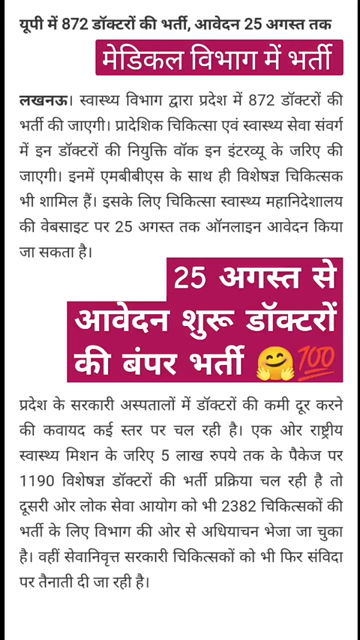 यूपी में 872 डॉक्टरों की भर्ती, आवेदन 25 अगस्त तक
मेडिकल विभाग में भर्ती
लखनऊ। स्वास्थ्य विभाग द्वारा प्रदेश में 872 डॉक्टरों की
भर्ती की जाएगी। प्रादेशिक चिकित्सा एवं स्वास्थ्य सेवा संवर्ग
में इन डॉक्टरों की नियुक्ति वॉक इन इंटरव्यू के जरिए की
जाएगी। इनमें एमबीबीएस के साथ ही विशेषज्ञ चिकित्सक
भी शामिल हैं। इसके लिए चिकित्सा स्वास्थ्य महानिदेशालय
की वेबसाइट पर 25 अगस्त तक ऑनलाइन आवेदन किया
जा सकता है।
25 अगस्त से
आवेदन शुरू डॉक्टरों
की बंपर भर्ती 🤗💯
प्रदेश के सरकारी अस्पतालों में डॉक्टरों की कमी दूर करने
की कवायद कई स्तर पर चल रही है। एक ओर राष्ट्रीय
स्वास्थ्य मिशन के जरिए 5 लाख रुपये तक के पैकेज पर
1190 विशेषज्ञ डॉक्टरों की भर्ती प्रक्रिया चल रही है तो
दूसरी ओर लोक सेवा आयोग को भी 2382 चिकित्सकों की
भर्ती के लिए विभाग की ओर से अधियाचन भेजा जा चुका
है। वहीं सेवानिवृत्त सरकारी चिकित्सकों को भी फिर संविदा
पर तैनाती दी जा रही है।